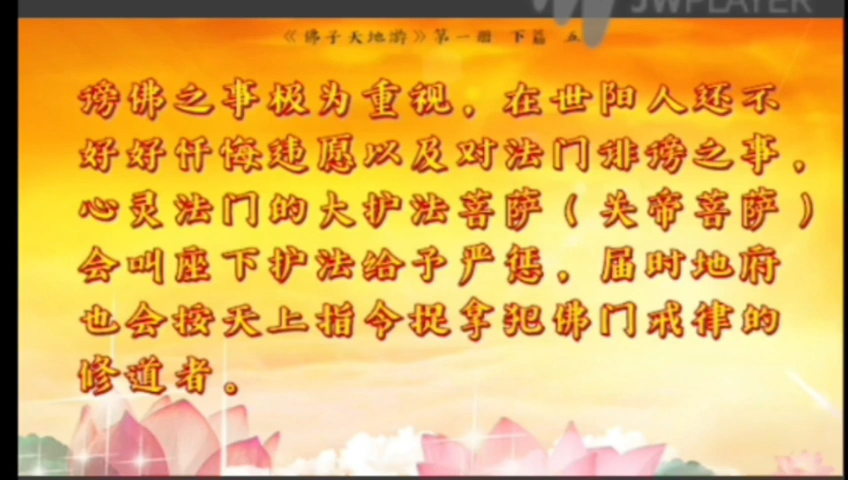 JWPLAYER
《佛子天地游》第一册 下篇 五
谤佛之事极为重视，在世阳人还不
好好忏悔违愿以及对法门诽谤之事，
心灵法门的大护法菩萨（关帝菩萨）
会叫座下护法给予严惩，届时地府
也会按天上指令捉拿犯佛门戒律的
修道者。